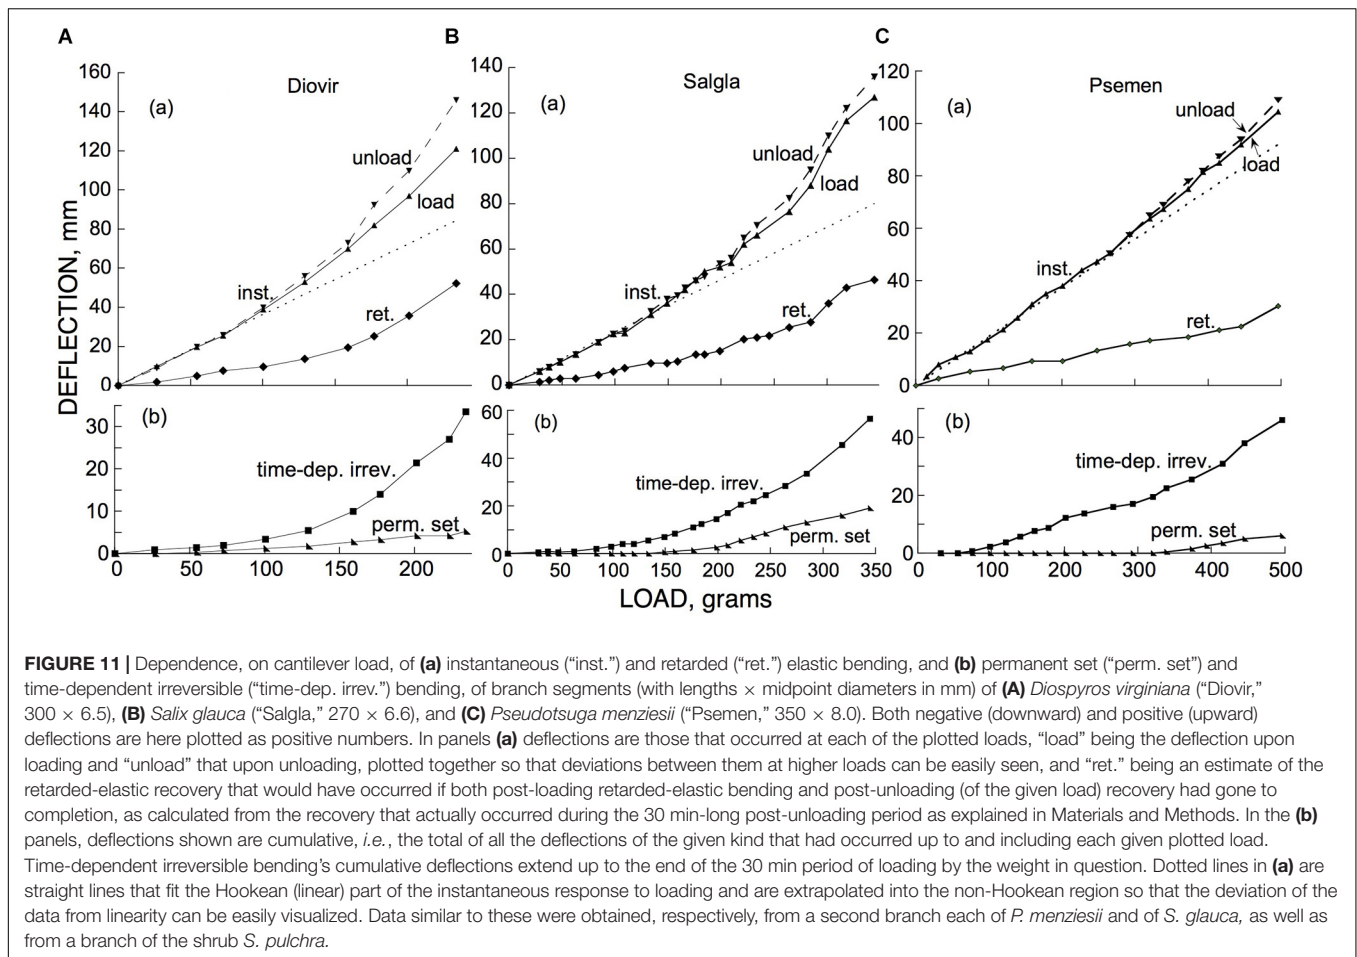 A
B
C
160
140
120
100
80
60
40
20
0
(a)
Diovir
unload
load
inst.
ret.
140
120
100
80
60
40
20
0
(a)
Salgla
unload
load
inst.
ret.
120
100
80
60
40
20
0
(a)
Psemen
unload
load
inst.
ret.
DEFLECTION, mm
30
20
10
0
(b)
time-dep. irrev.
perm. set
0 50 100 150 200
60
40
20
0
(b)
time-dep. irrev.
perm. set
0 50 100 150 200 250 300 350
40
20
0
(b)
time-dep. irrev.
perm. set
0 100 200 300 400 500
LOAD, grams
FIGURE 11 | Dependence, on cantilever load, of (a) instantaneous (“inst.”) and retarded (“ret.”) elastic bending, and (b) permanent set (“perm. set”) and
time-dependent irreversible (“time-dep. irrev.”) bending, of branch segments (with lengths × midpoint diameters in mm) of (A) Diospyros virginiana (“Diovir,”
300 × 6.5), (B) Salix glauca (“Salgla,” 270 × 6.6), and (C) Pseudotsuga menziesii (“Psemen,” 350 × 8.0). Both negative (downward) and positive (upward)
deflections are here plotted as positive numbers. In panels (a) deflections are those that occurred at each of the plotted loads, “load” being the deflection upon
loading and “unload” that upon unloading, plotted together so that deviations between them at higher loads can be easily seen, and “ret.” being an estimate of the
retarded-elastic recovery that would have occurred if both post-loading retarded-elastic bending and post-unloading (of the given load) recovery had gone to
completion, as calculated from the recovery that actually occurred during the 30 min-long post-unloading period as explained in Materials and Methods. In the (b)
panels, deflections shown are cumulative, i.e., the total of all the deflections of the given kind that had occurred up to and including each given plotted load.
Time-dependent irreversible bending’s cumulative deflections extend up to the end of the 30 min period of loading by the weight in question. Dotted lines in (a) are
straight lines that fit the Hookean (linear) part of the instantaneous response to loading and are extrapolated into the non-Hookean region so that the deviation of the
data from linearity can be easily visualized. Data similar to these were obtained, respectively, from a second branch each of P. menziesii and of S. glauca, as well as
from a branch of the shrub S. pulchra.